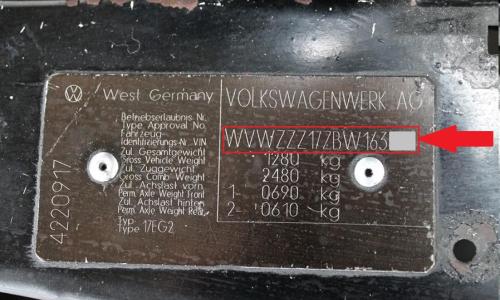 West Germany
VOLKSWAGENWERK AG
Betriebserlaubnis Nr.
Type Approval No
Fahrzeug-
Identifizierungs-Nr. VIN
WVWZZZ17ZBW163
Zul. Gesamtgewicht
Gross Vehicle Weight
1280 kg
Zul. Zuggewicht
Gross Comb Weight
2480 kg
Zul. Achslast vorn
Perm. Axle Weight Front
1- 0690 kg
Zul. Achslast hinten
Perm. Axle Weight Rear
2- 0610 kg
Typ
Type 17EG2
4220917